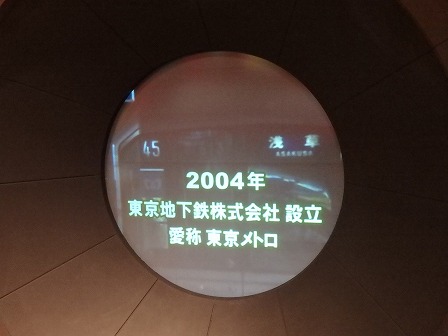 45
浅草
2004年
東京地下鉄株式会社 設立
愛称 東京メトロ